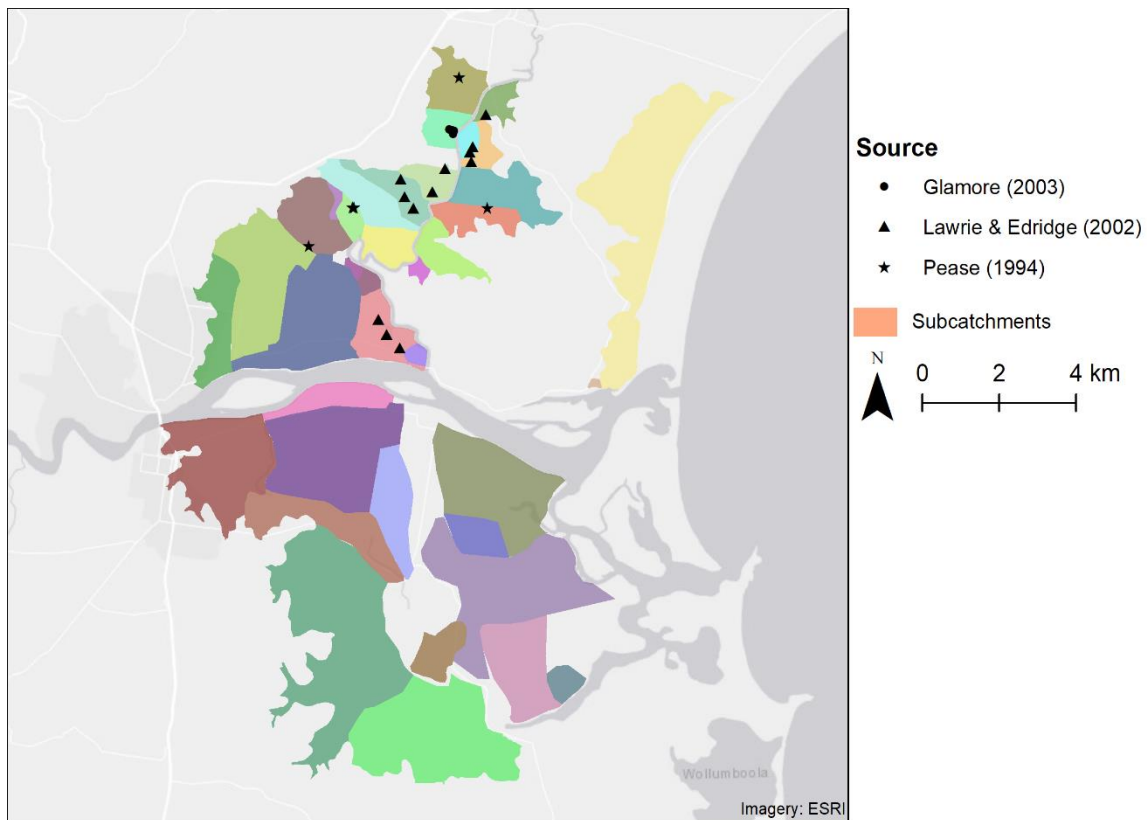 Source
Glamore (2003)
Lawrie & Edridge (2002)
Pease (1994)
Subcatchments
N
0 2 4 km
Wollumboola
Imagery: ESRI